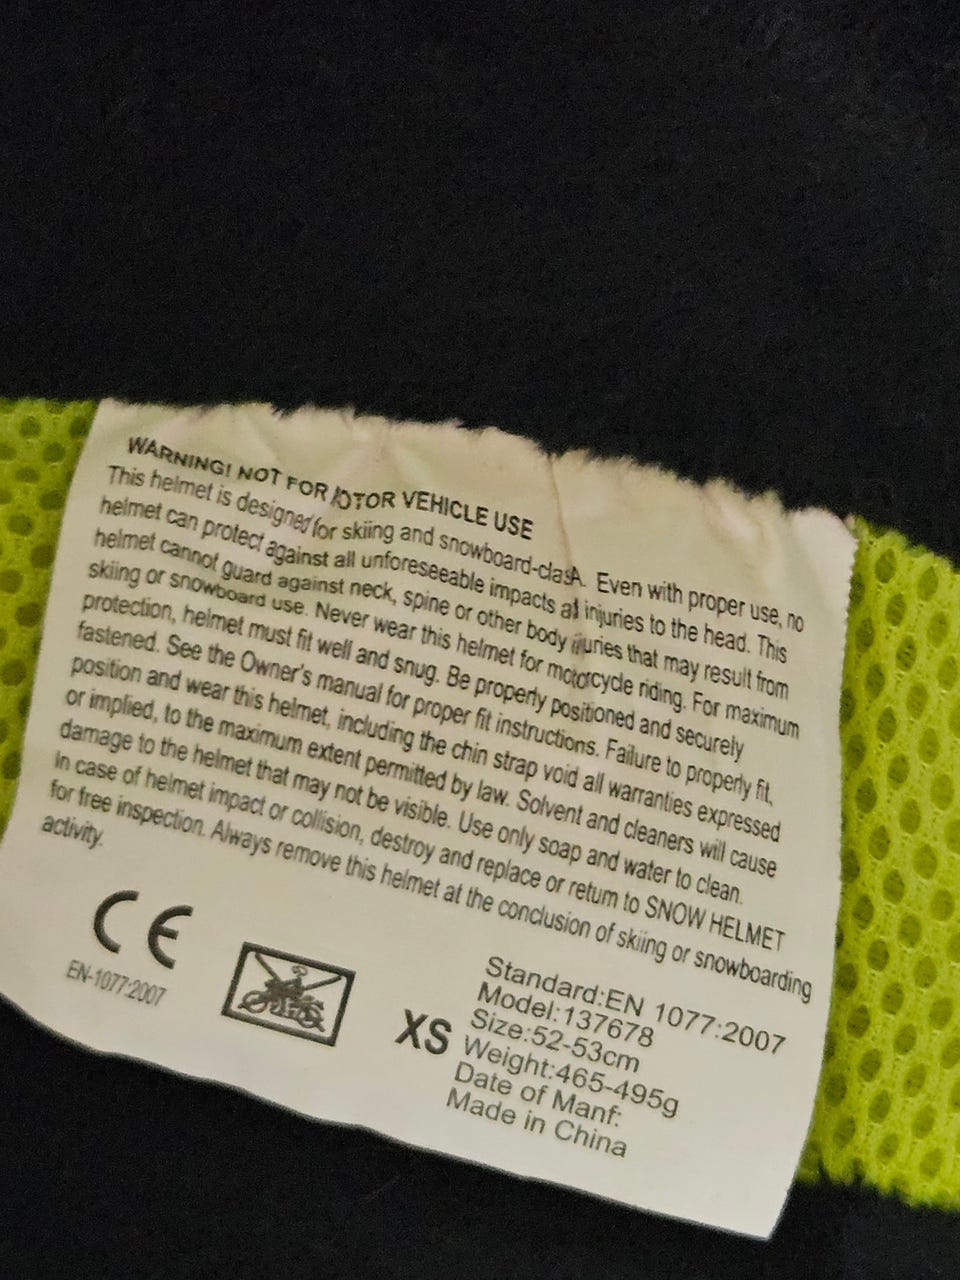 WARNING! NOT FOR MOTOR VEHICLE USE
This helmet is designed for skiing and snowboard-clasA. Even with proper use, no
helmet can protect against all unforeseeable impacts al injuries to the head. This
helmet cannot guard against neck, spine or other body injuries that may result from
skiing or snowboard use. Never wear this helmet for motorcycle riding. For maximum
protection, helmet must fit well and snug. Be properly positioned and securely
fastened. See the Owner's manual for proper fit instructions. Failure to properly fit,
position and wear this helmet, including the chin strap void all warranties expressed
or implied, to the maximum extent permitted by law. Solvent and cleaners will cause
damage to the helmet that may not be visible. Use only soap and water to clean.
In case of helmet impact or collision, destroy and replace or return to SNOW HELMET
for free inspection. Always remove this helmet at the conclusion of skiing or snowboarding
activity.
CE
EN-1077:2007
XS
Standard:EN 1077:2007
Model:137678
Size:52-53cm
Weight:465-495g
Date of Manf:
Made in China